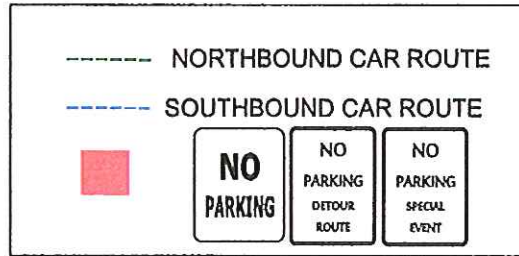 NORTHBOUND CAR ROUTE
SOUTHBOUND CAR ROUTE
NO
PARKING
NO
PARKING
DETOUR
ROUTE
NO
PARKING
SPECIAL
EVENT